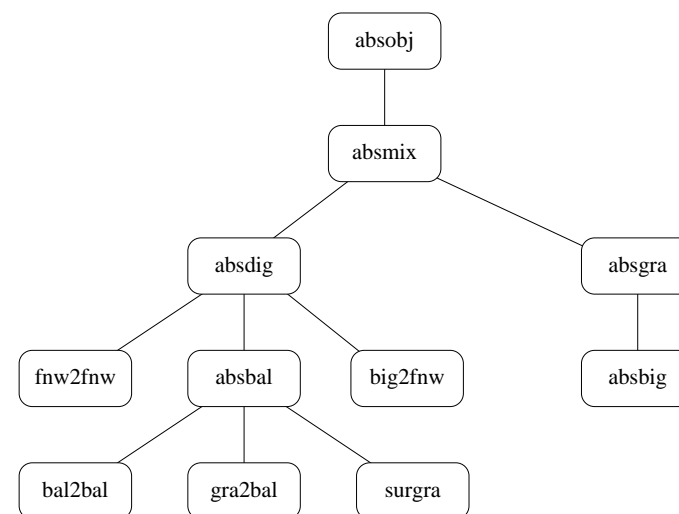 absobj
absmix
absdig
absgra
fnw2fnw
absbal
big2fnw
absbig
bal2bal
gra2bal
surgra